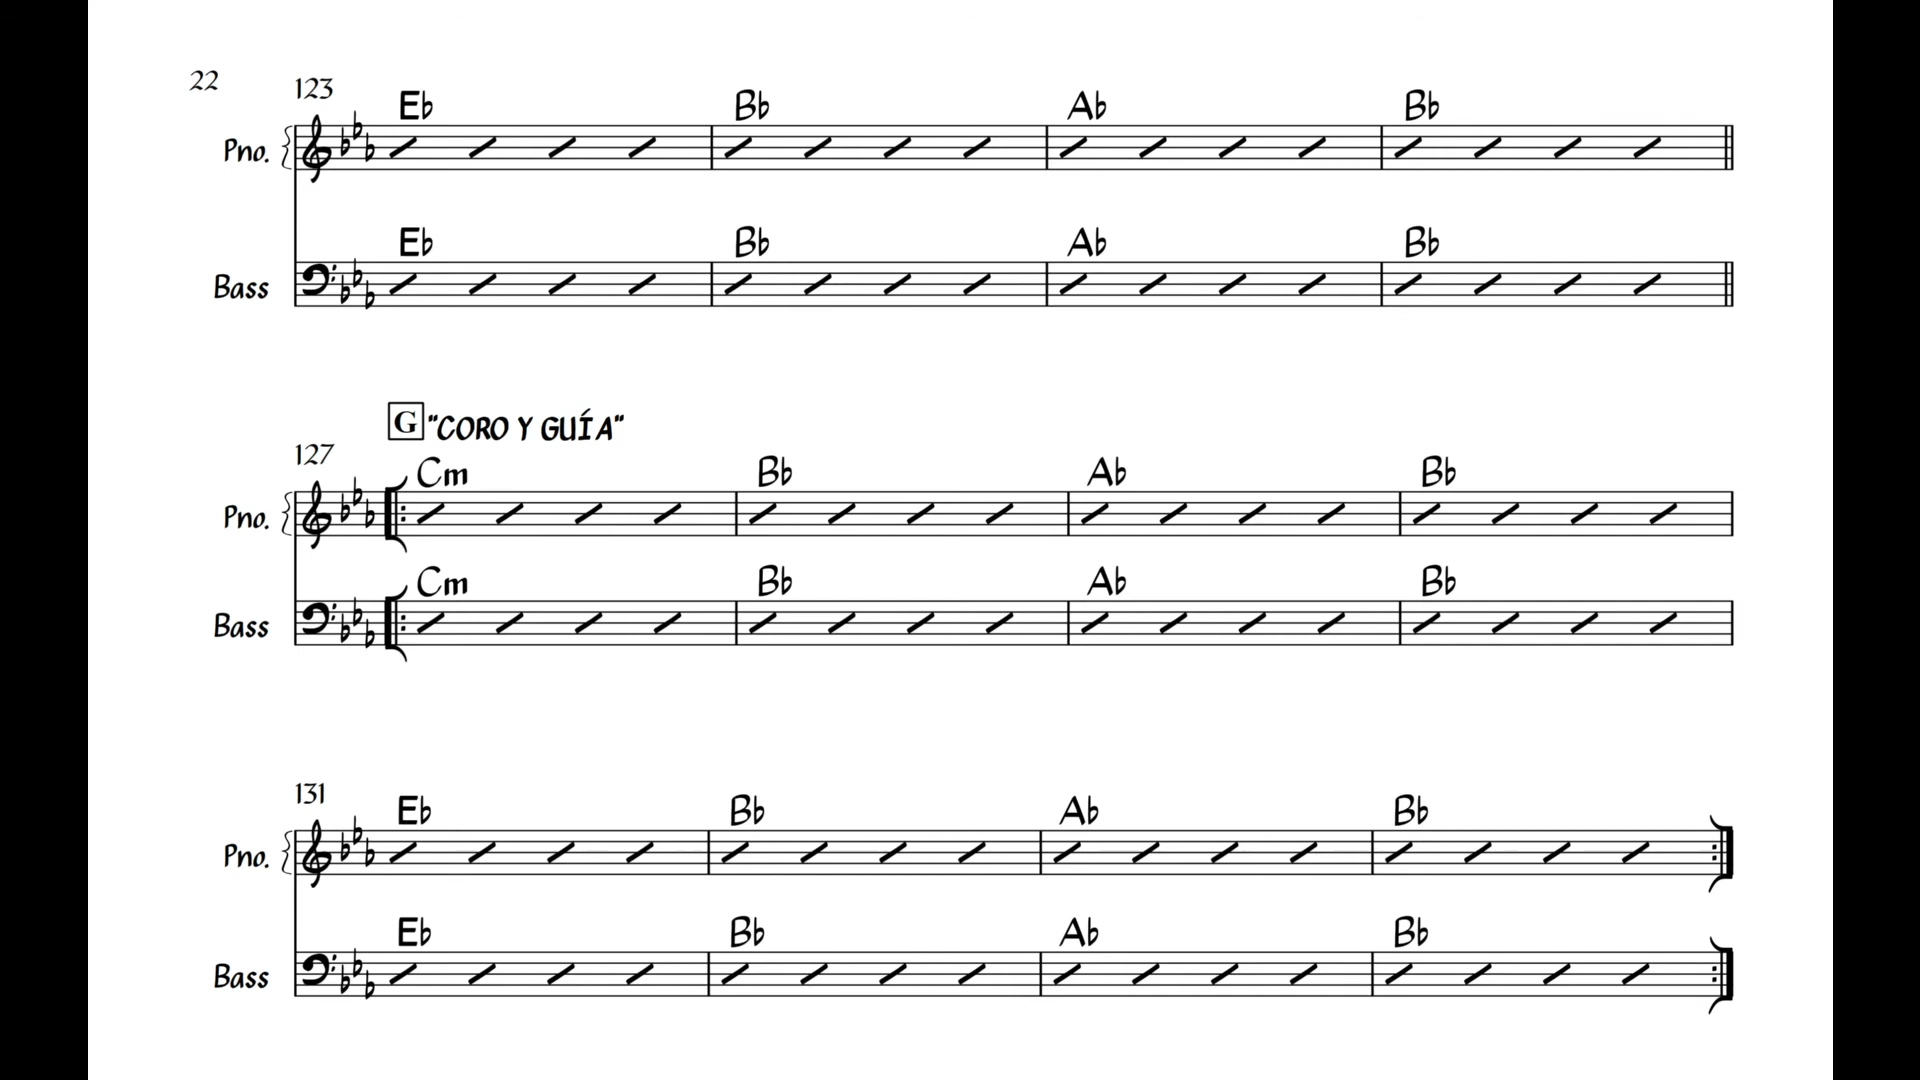 22
123
Eb Bb Ab Bb
Pno.
Eb Bb Ab Bb
Bass
G "CORO Y GUÍA"
127
Cm Bb Ab Bb
Pno.
Cm Bb Ab Bb
Bass
131
Eb Bb Ab Bb
Pno.
Eb Bb Ab Bb
Bass